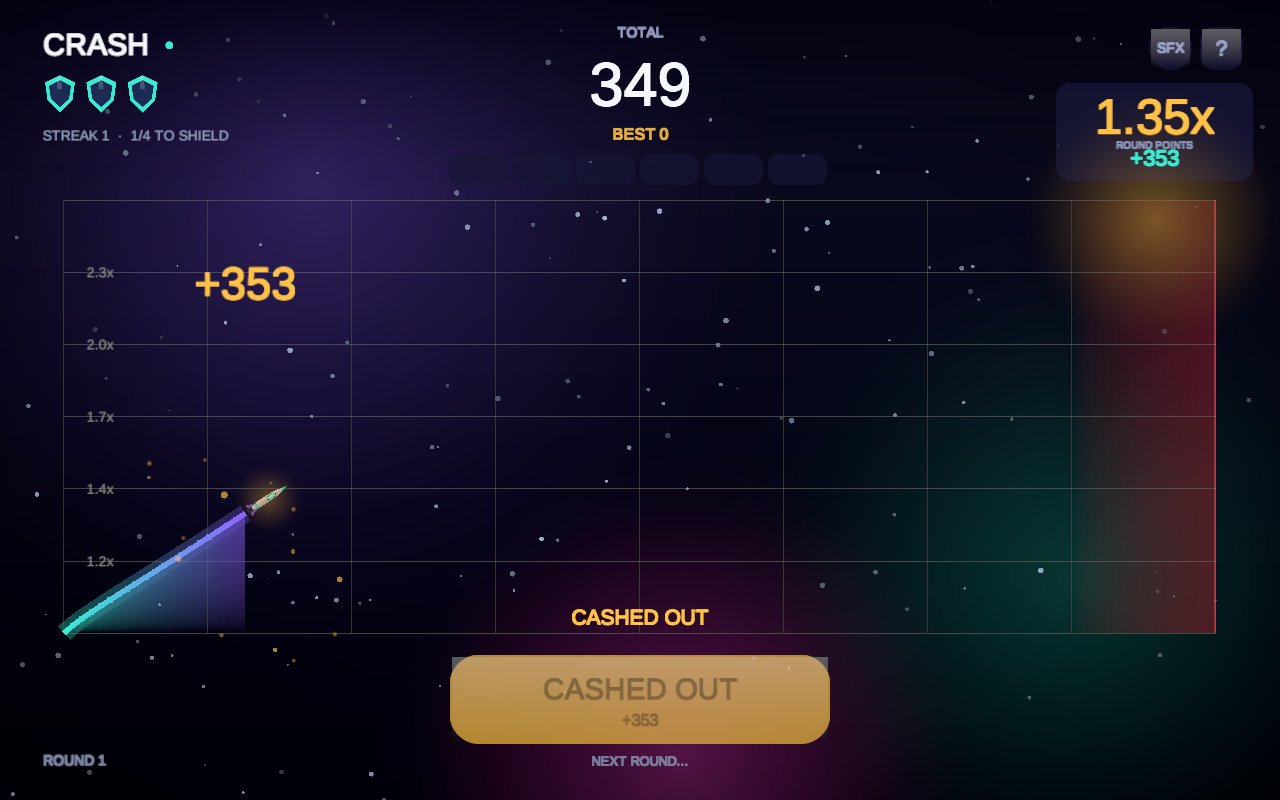 CRASH
STREAK 1 · 1/4 TO SHIELD
TOTAL
349
BEST 0
SFX ?
1.35x
ROUND POINTS
+353
2.3x
+353
2.0x
1.7x
1.4x
1.2x
CASHED OUT
CASHED OUT
+353
ROUND 1
NEXT ROUND...